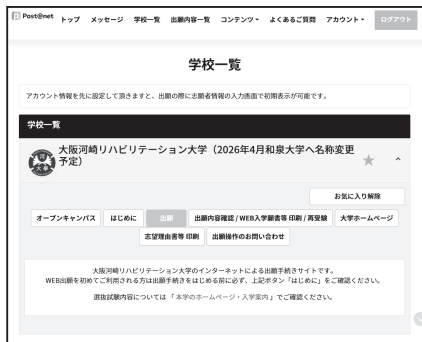 Post@net トップ メッセージ 学校一覧 出願内容一覧 コンテンツ よくあるご質問 アカウント ログアウト
学校一覧
アカウント情報を先に設定して頂きますと、出願の際に志願者情報の入力画面で初期表示が可能です。
学校一覧
大阪河﨑リハビリテーション大学（2026年4月和泉大学へ名称変更
予定）
お気に入り解除
オープンキャンパス はじめに 出願 出願内容確認 / WEB入学願書等 印刷 / 再受験 大学ホームページ
志望理由書等 印刷 出願操作のお問い合わせ
大阪河﨑リハビリテーション大学のインターネットによる出願手続きサイトです。
WEB出願を初めてご利用される方は出願手続きをはじめる前に必ず、上記ボタン「はじめに」をご確認ください。
選抜試験内容については 「 本学のホームページ・入学案内 」でご確認ください。